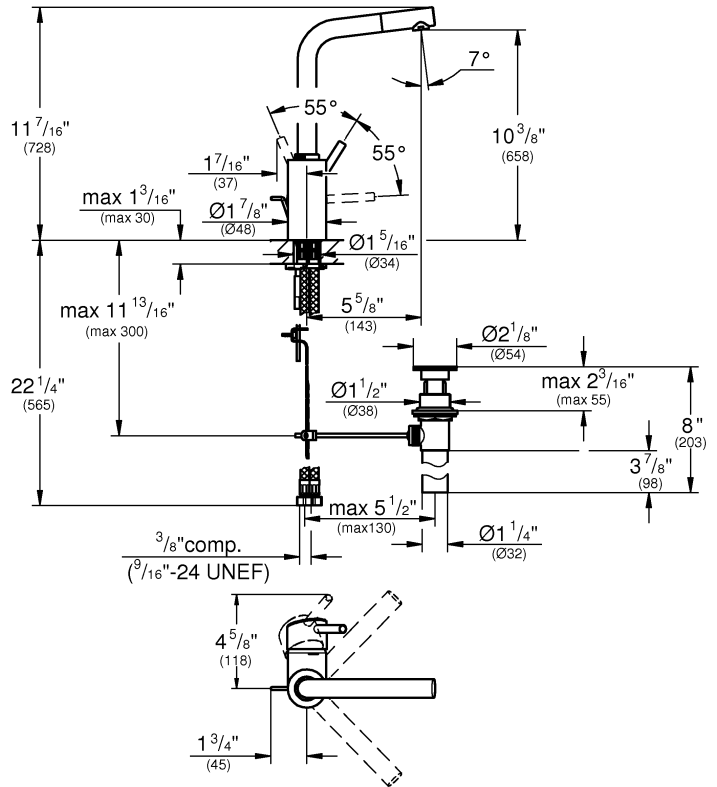 7°
55°
11 7/16"
(728)
10 3/8"
(658)
1 7/16"
(37)
55°
max 1 3/16"
(max 30)
Ø1 7/8"
(Ø48)
Ø1 5/16"
(Ø34)
max 11 13/16"
(max 300)
5 5/8"
(143)
Ø2 1/8"
(Ø54)
22 1/4"
(565)
Ø1 1/2"
(Ø38)
max 2 3/16"
(max 55)
8"
(203)
3 7/8"
(98)
max 5 1/2"
(max130)
Ø1 1/4"
(Ø32)
3/8"comp.
(9/16"-24 UNEF)
4 5/8"
(118)
1 3/4"
(45)